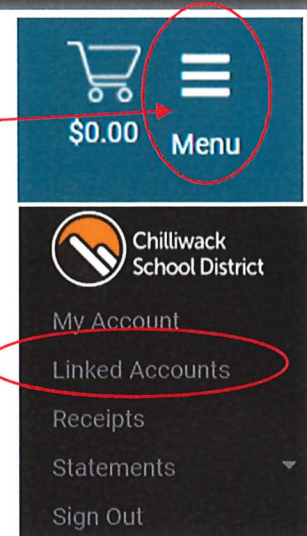 $0.00
Menu
Chilliwack
School District
My Account
Linked Accounts
Receipts
Statements
Sign Out